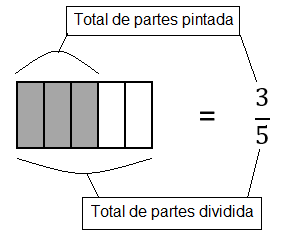 Total de partes pintada
= 3/5
Total de partes dividida